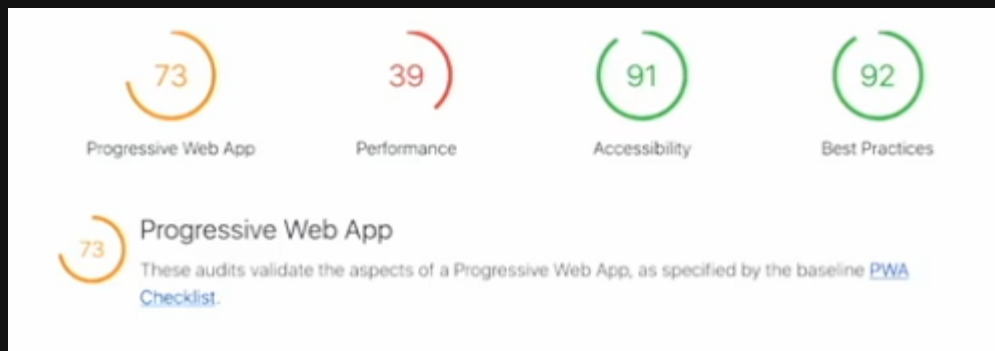 73 39 91 92
Progressive Web App Performance Accessibility Best Practices
73
Progressive Web App
These audits validate the aspects of a Progressive Web App, as specified by the baseline PWA
Checklist.